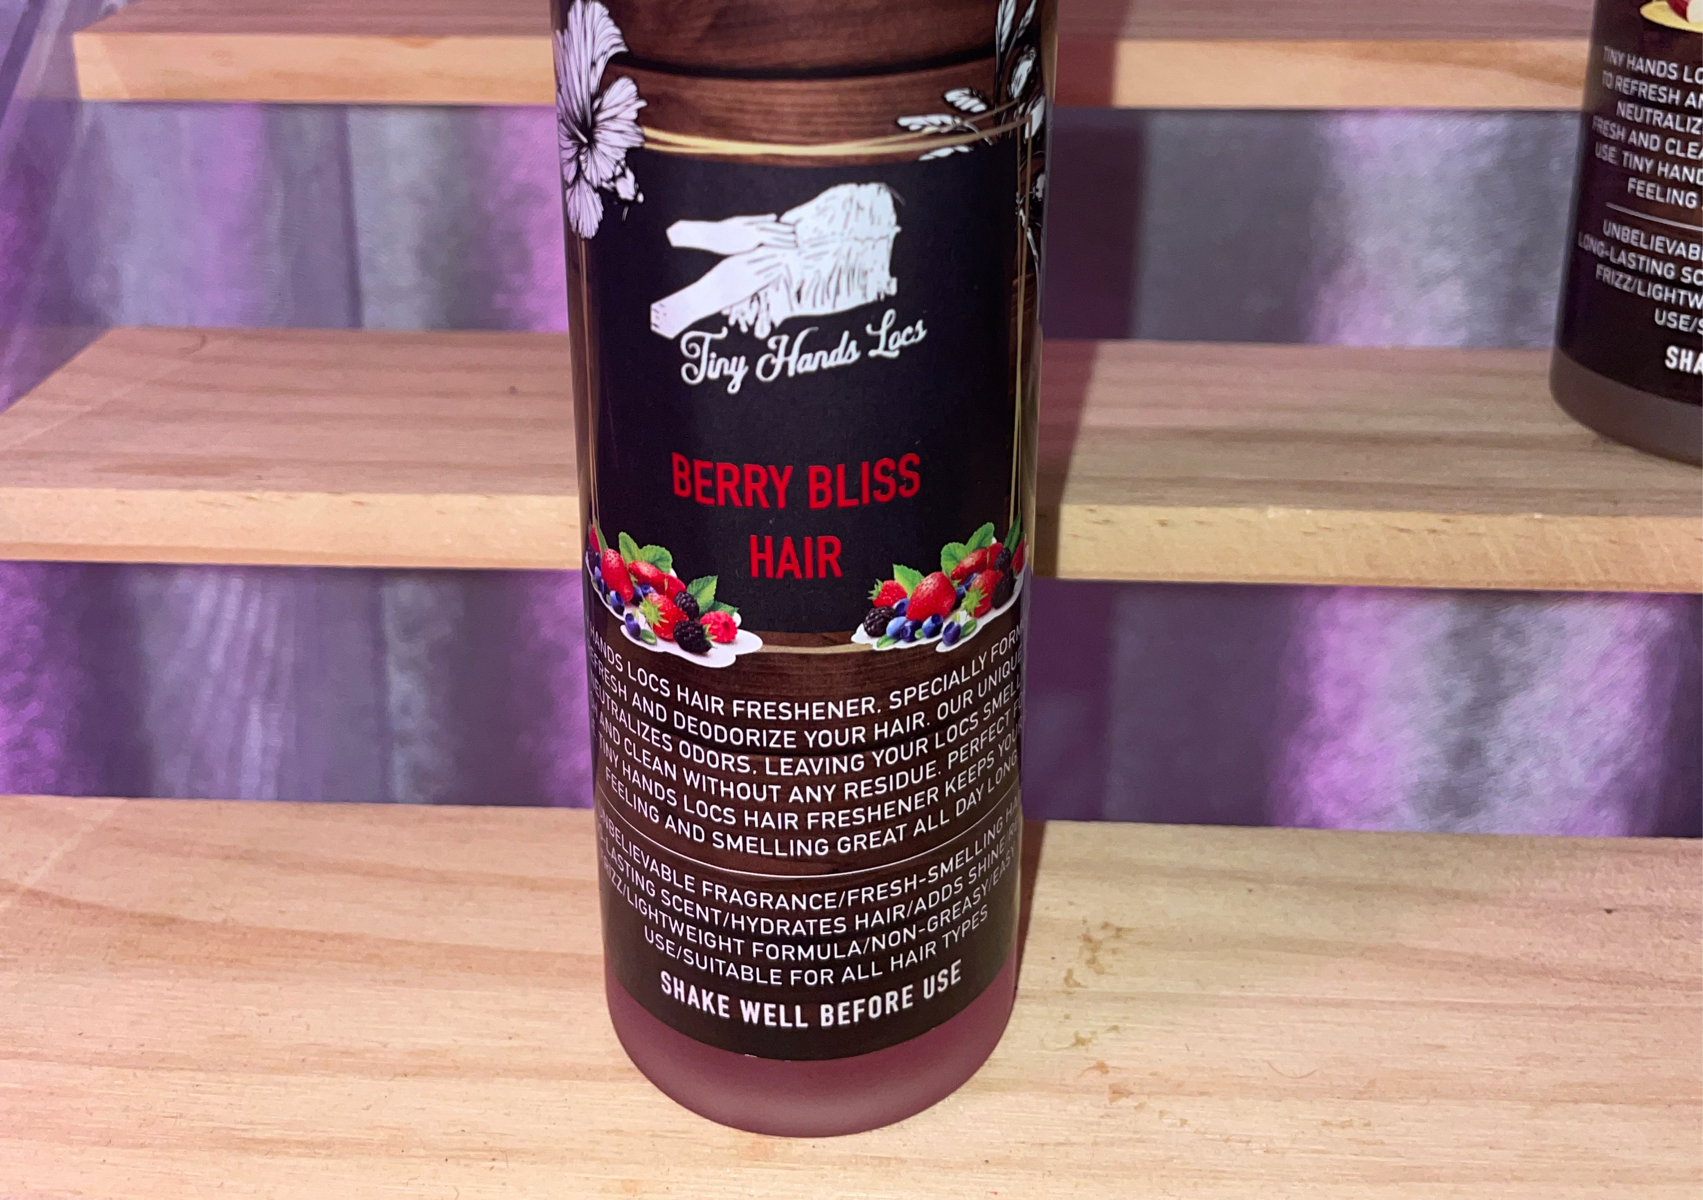 Tiny Hands Locs
BERRY BLISS
HAIR
HANDS LOCS HAIR FRESHENER. SPECIALLY FORM
REFRESH AND DEODORIZE YOUR HAIR. OUR UNIQUE
NEUTRALIZES ODORS. LEAVING YOUR LOCS SMELL
AND CLEAN WITHOUT ANY RESIDUE. PERFECT F
TINY HANDS LOCS HAIR FRESHENER KEEPS YOU
FEELING AND SMELLING GREAT ALL DAY LONG
UNBELIEVABLE FRAGRANCE/FRESH-SMELLING HA
-LASTING SCENT/HYDRATES HAIR/ADDS SHINE/
FRIZZ/LIGHTWEIGHT FORMULA/NON-GREASY/EASY
USE/SUITABLE FOR ALL HAIR TYPES
SHAKE WELL BEFORE USE
TINY HANDS LOC
TO REFRESH AN
NEUTRALIZ
FRESH AND CLEA
USE TINY HAND
FEELING
UNBELIEVAB
LONG-LASTING SC
FRIZZ/LIGHTW
USE/S
SHA